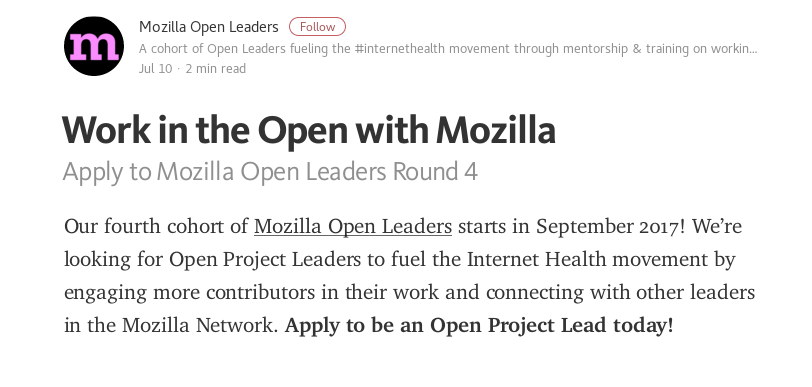 m
Mozilla Open Leaders Follow
A cohort of Open Leaders fueling the #internethealth movement through mentorship & training on workin...
Jul 10 · 2 min read
Work in the Open with Mozilla
Apply to Mozilla Open Leaders Round 4
Our fourth cohort of Mozilla Open Leaders starts in September 2017! We’re
looking for Open Project Leaders to fuel the Internet Health movement by
engaging more contributors in their work and connecting with other leaders
in the Mozilla Network. Apply to be an Open Project Lead today!